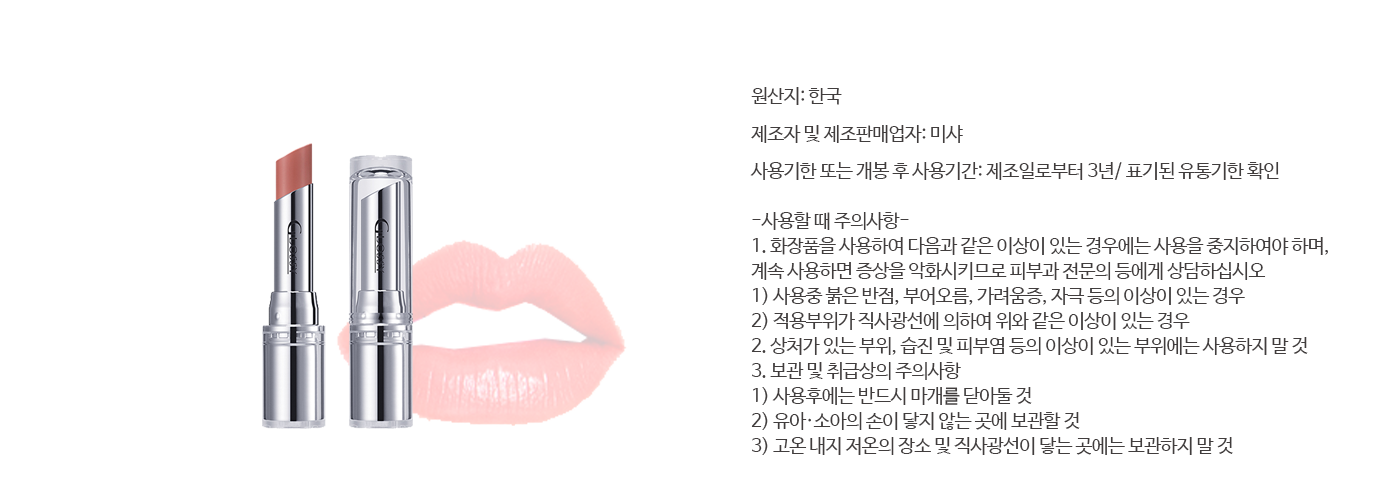 원산지: 한국
제조자 및 제조판매업자: 미샤
사용기한 또는 개봉 후 사용기간: 제조일로부터 3년/ 표기된 유통기한 확인
-사용할 때 주의사항-
1. 화장품을 사용하여 다음과 같은 이상이 있는 경우에는 사용을 중지하여야 하며,
계속 사용하면 증상을 악화시키므로 피부과 전문의 등에게 상담하십시오
1) 사용중 붉은 반점, 부어오름, 가려움증, 자극 등의 이상이 있는 경우
2) 적용부위가 직사광선에 의하여 위와 같은 이상이 있는 경우
2. 상처가 있는 부위, 습진 및 피부염 등의 이상이 있는 부위에는 사용하지 말 것
3. 보관 및 취급상의 주의사항
1) 사용후에는 반드시 마개를 닫아둘 것
2) 유아·소아의 손이 닿지 않는 곳에 보관할 것
3) 고온 내지 저온의 장소 및 직사광선이 닿는 곳에는 보관하지 말 것